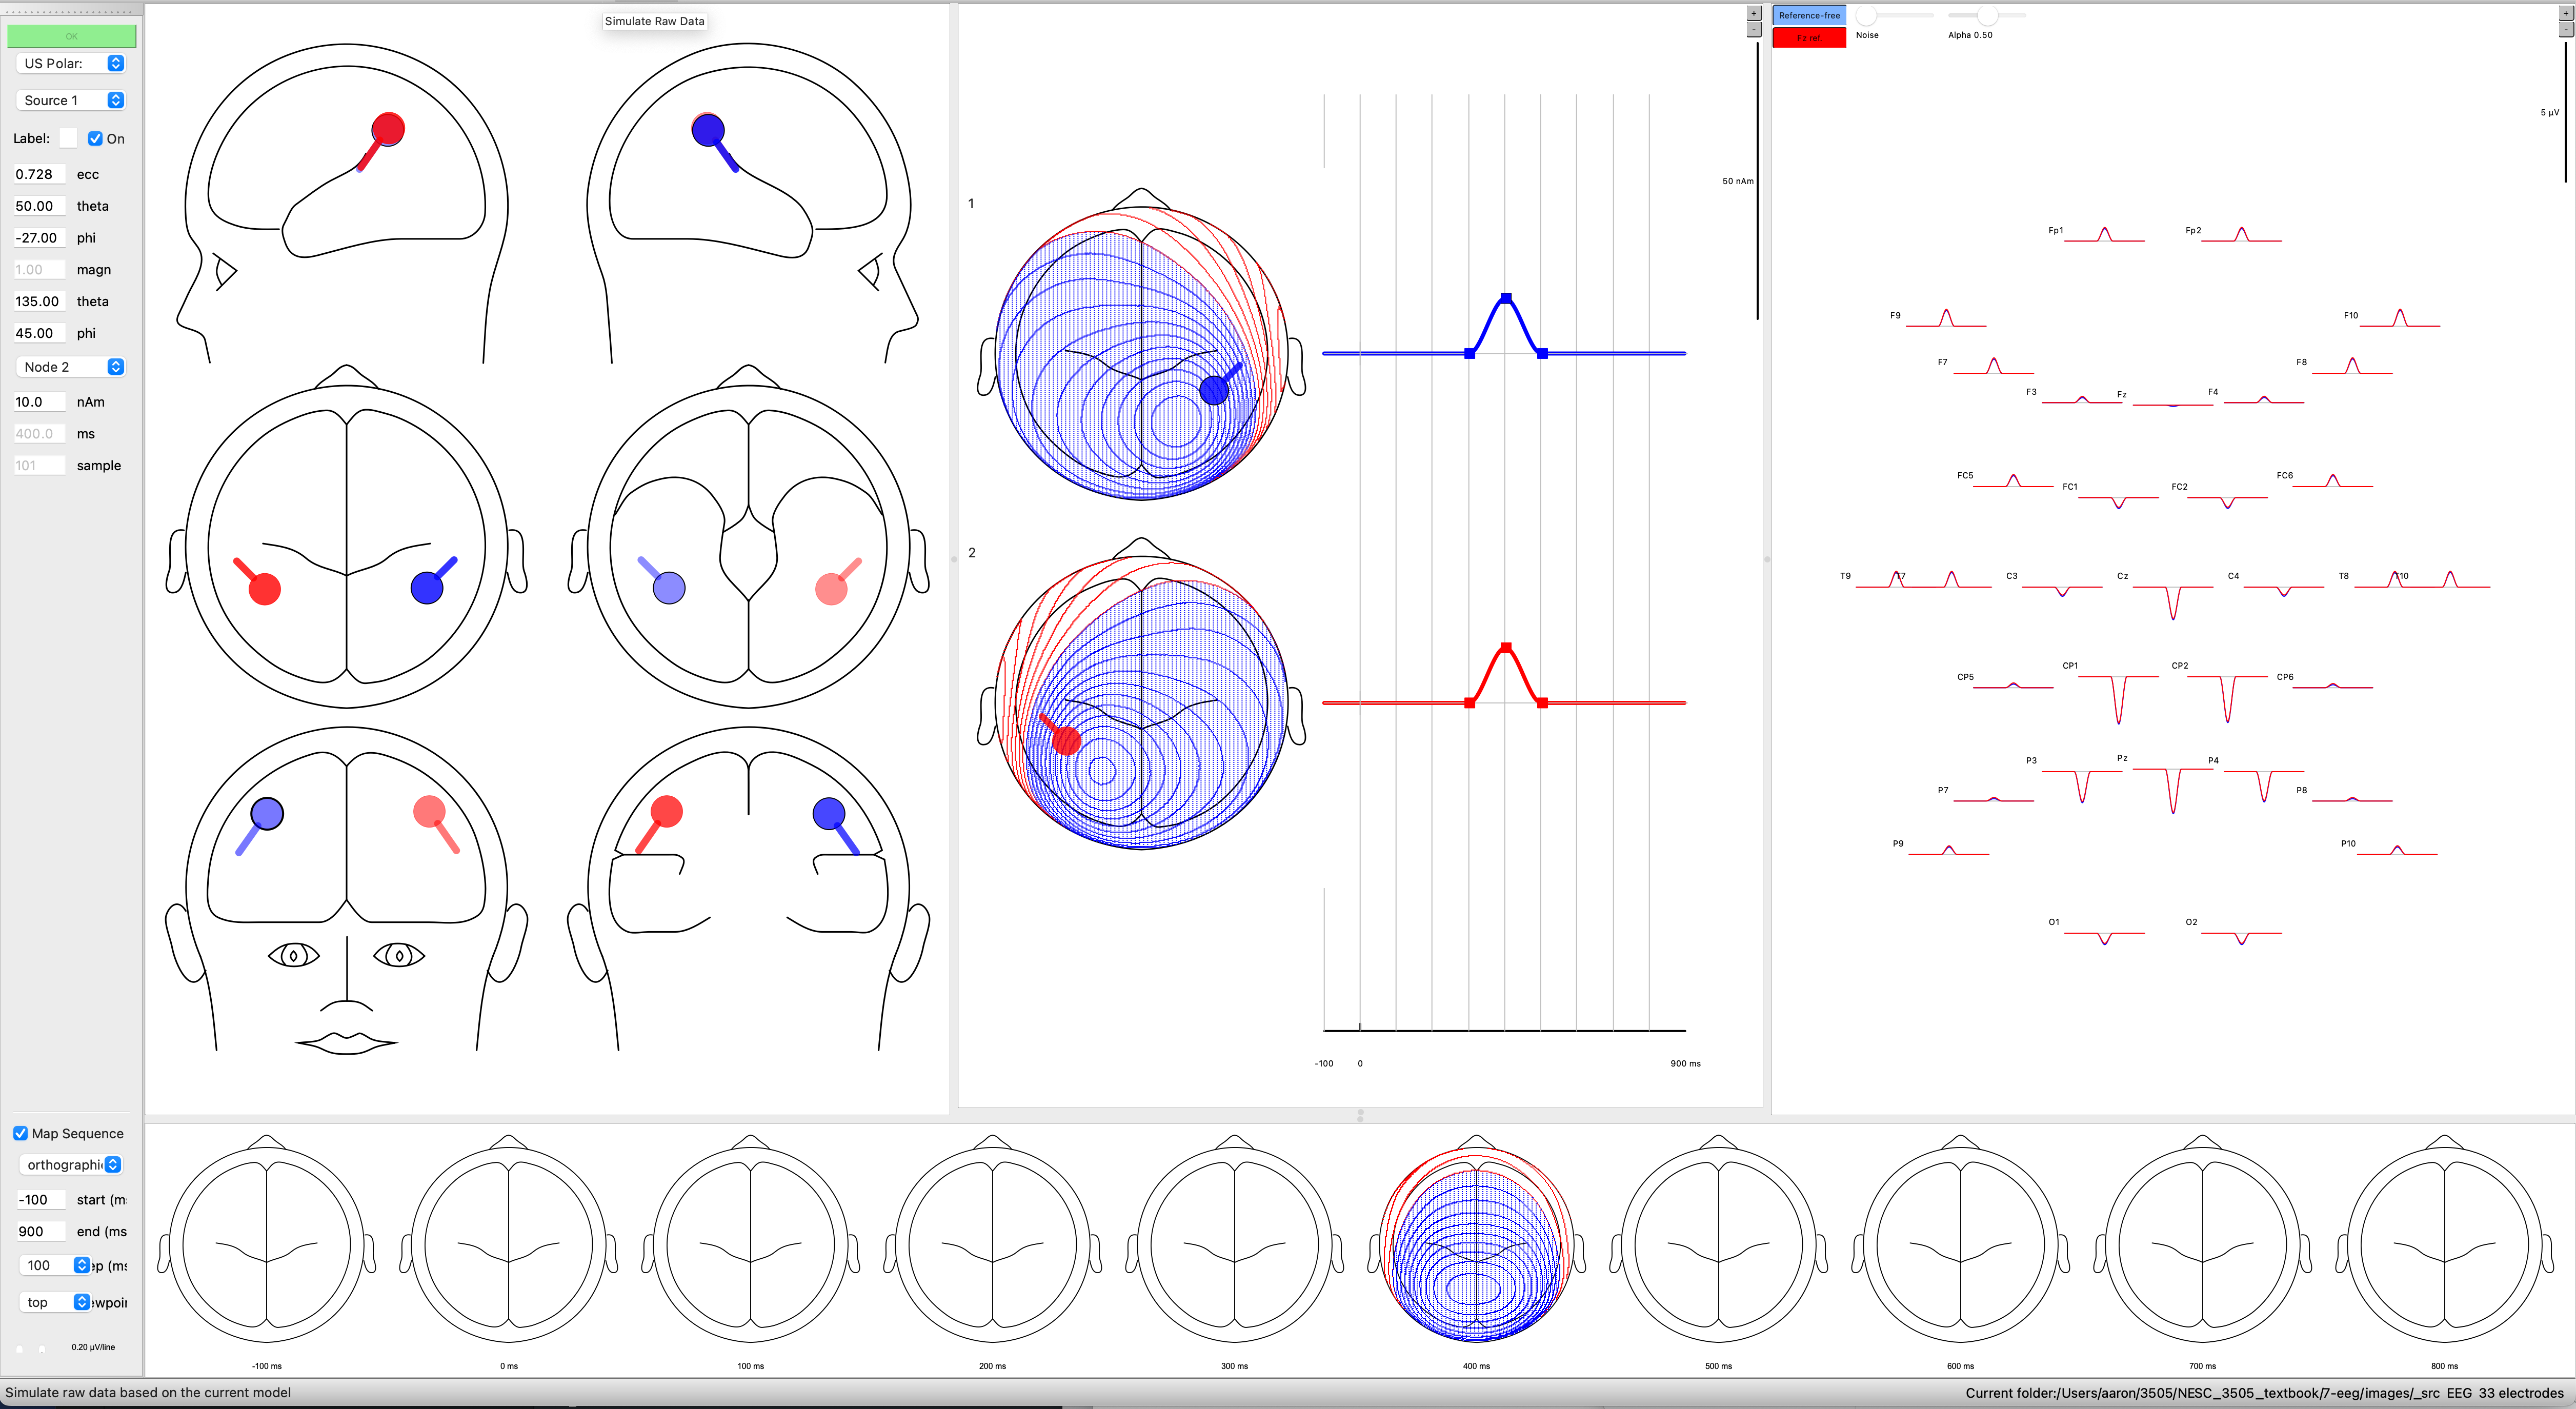 Simulate Raw Data
OK
US Polar:
Source 1
Label: On
0.728 ecc
50.00 theta
-27.00 phi
1.00 magn
135.00 theta
45.00 phi
Node 2
10.0 nAm
400.0 ms
101 sample
Map Sequence
orthographi
-100 start (m
900 end (ms
100 ep (ms
top ewpoin
0.20 µV/line
1
2
50 nAm
+
-
-100 0 900 ms
Reference-free
Fz ref.
Noise
Alpha 0.50
+
-
5 µV
Fp1 Fp2
F9 F10
F7 F8
F3 Fz F4
FC5 FC6
FC1 FC2
T9 T7 C3 Cz C4 T8 T10
CP1 CP2
CP5 CP6
P3 Pz P4
P7 P8
P9 P10
O1 O2
-100 ms 0 ms 100 ms 200 ms 300 ms 400 ms 500 ms 600 ms 700 ms 800 ms
Simulate raw data based on the current model
Current folder:/Users/aaron/3505/NESC_3505_textbook/7-eeg/images/_src EEG 33 electrodes